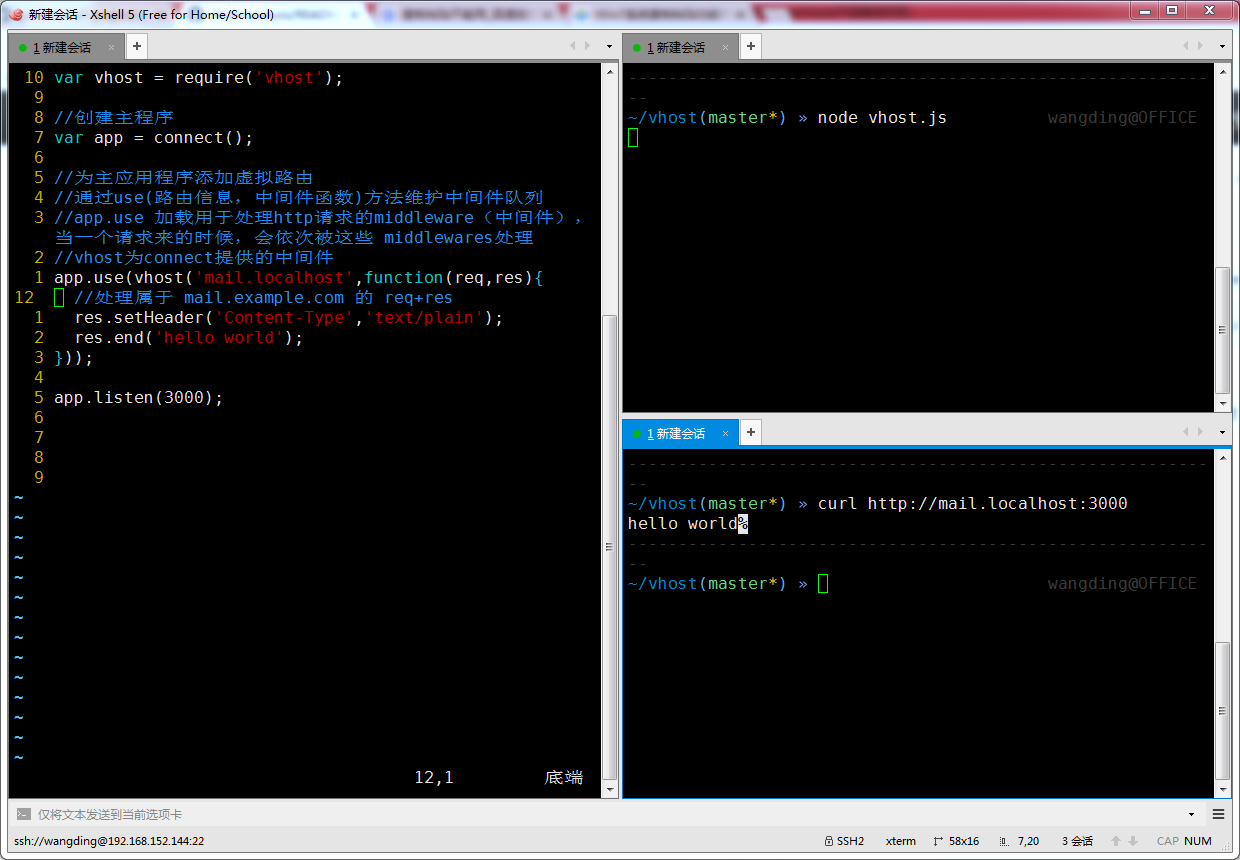 新建会话 - Xshell 5 (Free for Home/School)
1 新建会话 × +
10 var vhost = require('vhost');
9
8 //创建主程序
7 var app = connect();
6
5 //为主应用程序添加虚拟路由
4 //通过use(路由信息，中间件函数)方法维护中间件队列
3 //app.use 加载用于处理http请求的middleware（中间件），
当一个请求来的时候，会依次被这些 middlewares处理
2 //vhost为connect提供的中间件
1 app.use(vhost('mail.localhost',function(req,res){
12 //处理属于 mail.example.com 的 req+res
1 res.setHeader('Content-Type','text/plain');
2 res.end('hello world');
3 }));
4
5 app.listen(3000);
6
7
8
9
~
~
~
~
~
~
~
~
~
~
~
~
~
~
12,1 底端
1 新建会话 × +
------------------------------------------------------------
--
~/vhost(master*) » node vhost.js wangding@OFFICE
1 新建会话 × +
------------------------------------------------------------
--
~/vhost(master*) » curl http://mail.localhost:3000
hello world%
------------------------------------------------------------
--
~/vhost(master*) » wangding@OFFICE
仅将文本发送到当前选项卡
ssh://wangding@192.168.152.144:22 SSH2 xterm 58x16 7,20 3 会话 CAP NUM